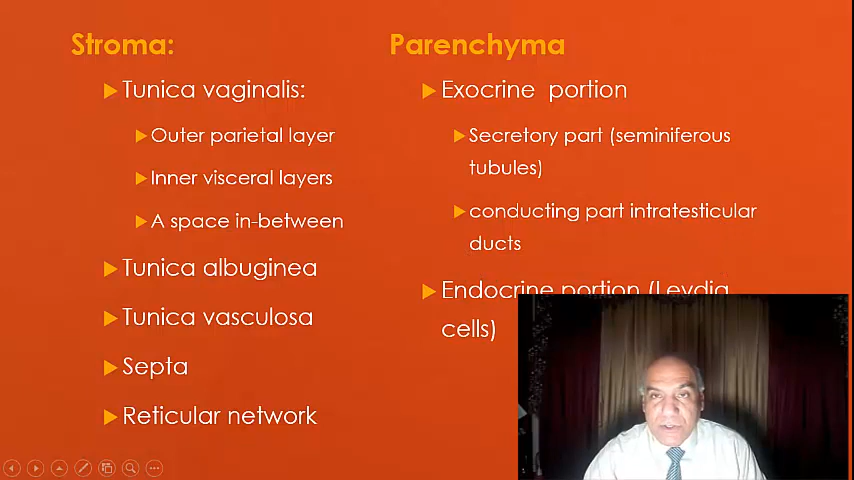 Stroma:
Tunica vaginalis:
Outer parietal layer
Inner visceral layers
A space in-between
Tunica albuginea
Tunica vasculosa
Septa
Reticular network
Parenchyma
Exocrine portion
Secretory part (seminiferous
tubules)
conducting part intratesticular
ducts
Endocrine portion (Leydig
cells)